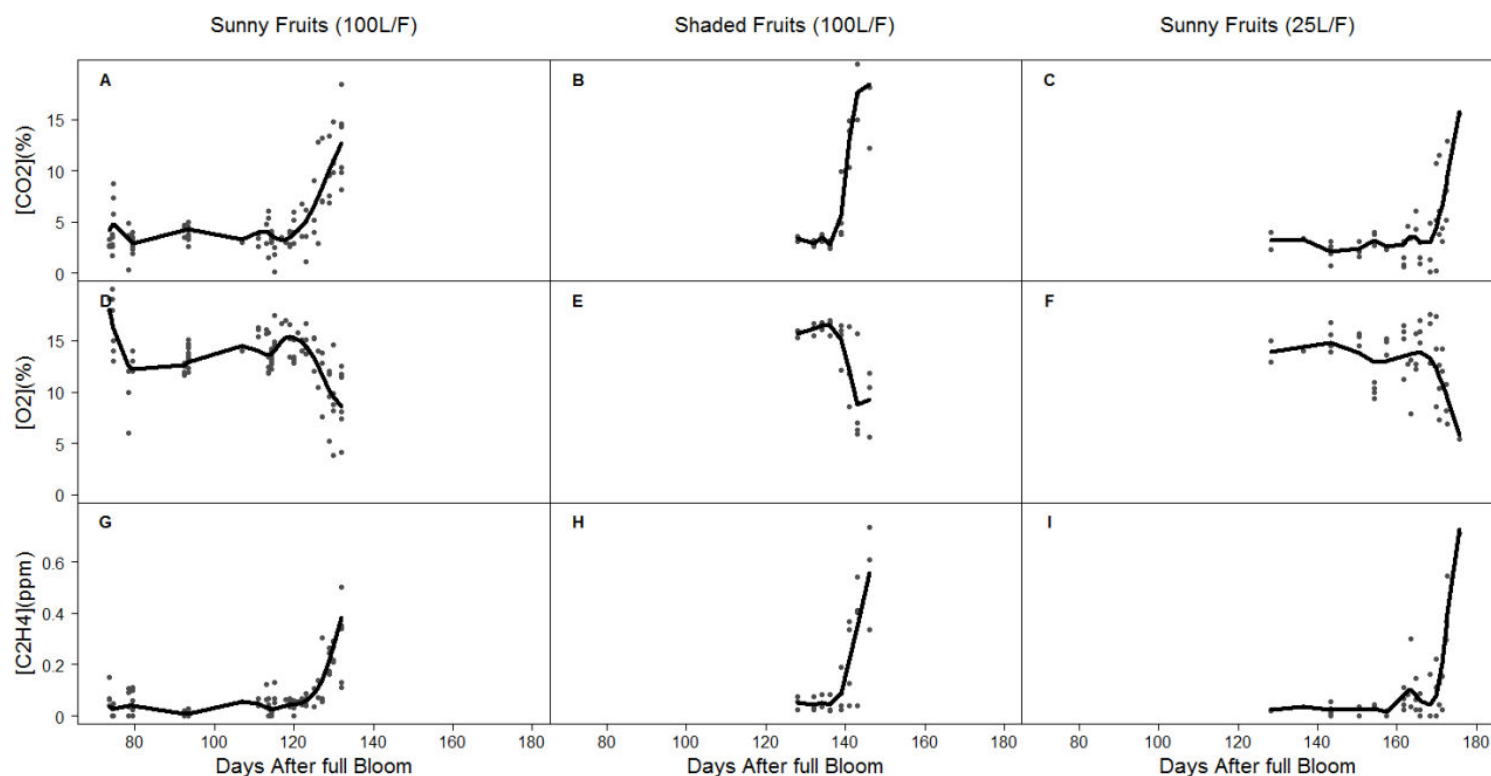 Sunny Fruits (100L/F) Shaded Fruits (100L/F) Sunny Fruits (25L/F)
A B C
[CO2](%)
15
10
5
0
D E F
[O2](%)
15
10
5
0
G H I
[C2H4](ppm)
0.6
0.4
0.2
0
80 100 120 140 160 180 80 100 120 140 160 180 80 100 120 140 160 180
Days After full Bloom Days After full Bloom Days After full Bloom